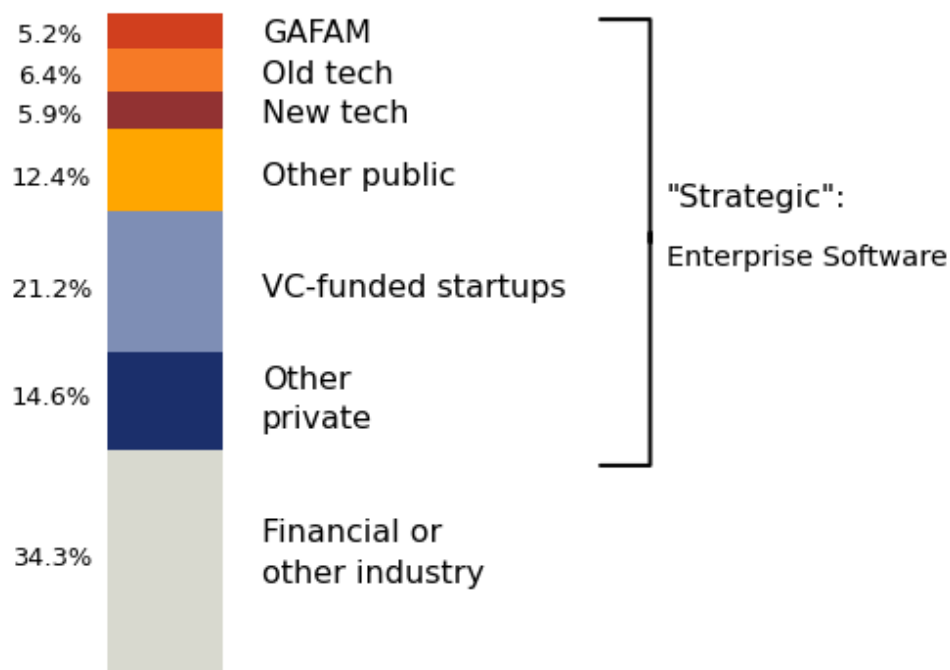 5.2% GAFAM
6.4% Old tech
5.9% New tech
12.4% Other public
"Strategic":
Enterprise Software
21.2% VC-funded startups
14.6% Other
private
34.3% Financial or
other industry